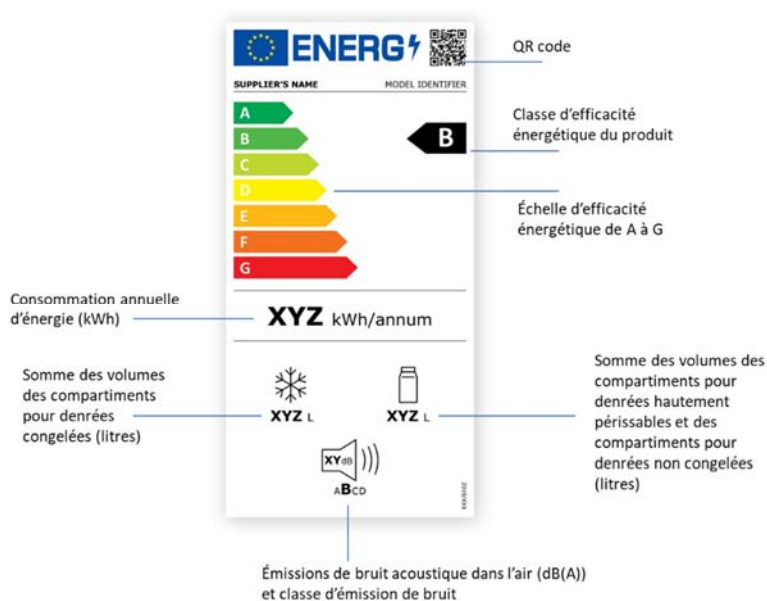 ENERG
QR code
SUPPLIER'S NAME MODEL IDENTIFIER
A
B
B
Classe d'efficacité
énergétique du produit
C
D
Échelle d'efficacité
énergétique de A à G
E
F
G
Consommation annuelle
d'énergie (kWh)
XYZ kWh/annum
Somme des volumes
des compartiments
pour denrées
congelées (litres)
XYZ L
XYZ L
Somme des volumes des
compartiments pour
denrées hautement
périssables et des
compartiments pour
denrées non congelées
(litres)
XYdB
ABCD
2019/XXX
Émissions de bruit acoustique dans l'air (dB(A))
et classe d'émission de bruit